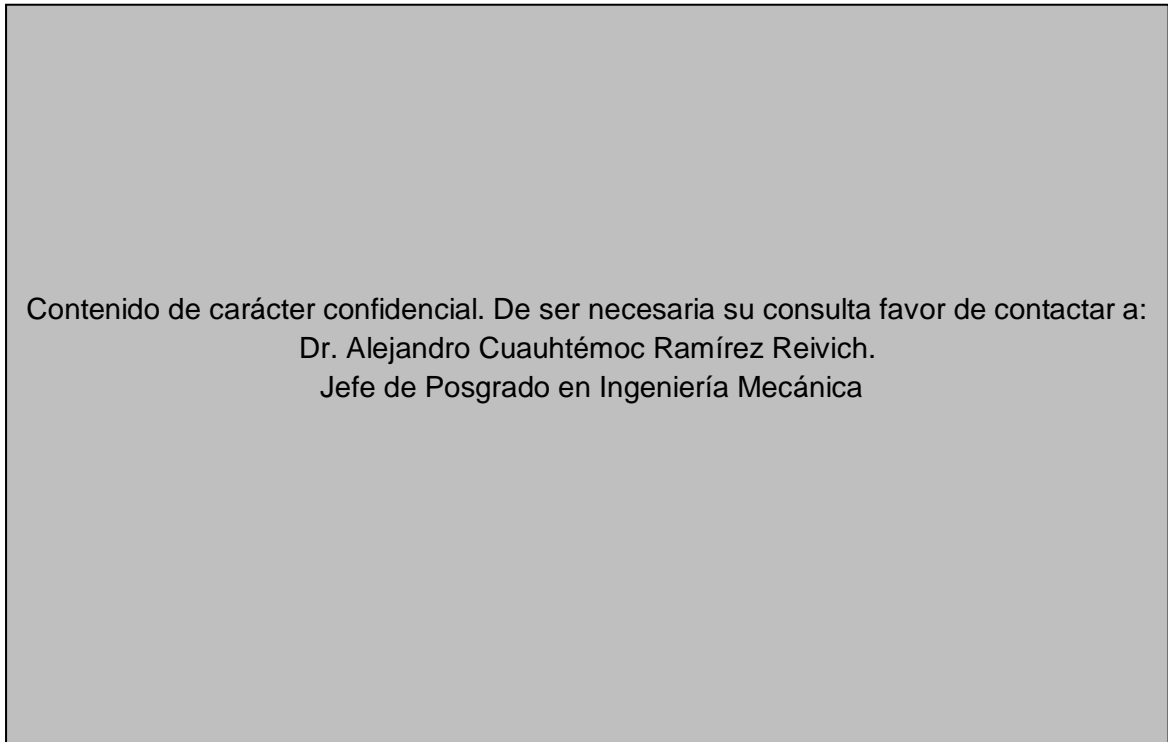 Contenido de carácter confidencial. De ser necesaria su consulta favor de contactar a:
Dr. Alejandro Cuauhtémoc Ramírez Reivich.
Jefe de Posgrado en Ingeniería Mecánica